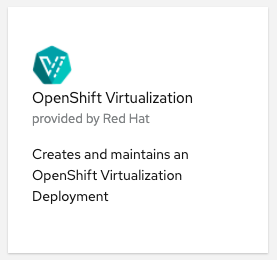 OpenShift Virtualization
provided by Red Hat
Creates and maintains an
OpenShift Virtualization
Deployment